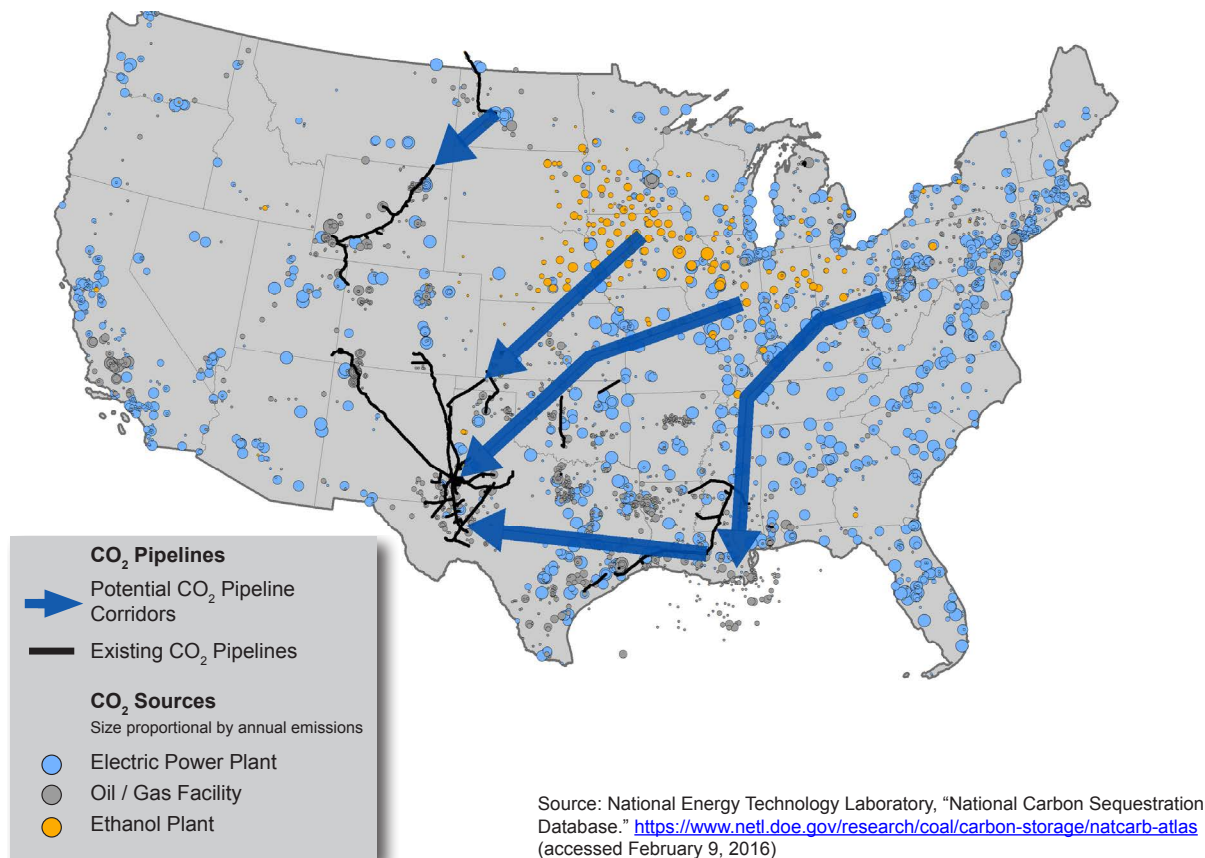 CO₂ Pipelines
Potential CO₂ Pipeline
Corridors
Existing CO₂ Pipelines
CO₂ Sources
Size proportional by annual emissions
Electric Power Plant
Oil / Gas Facility
Ethanol Plant
Source: National Energy Technology Laboratory, “National Carbon Sequestration
Database.” https://www.netl.doe.gov/research/coal/carbon-storage/natcarb-atlas
(accessed February 9, 2016)